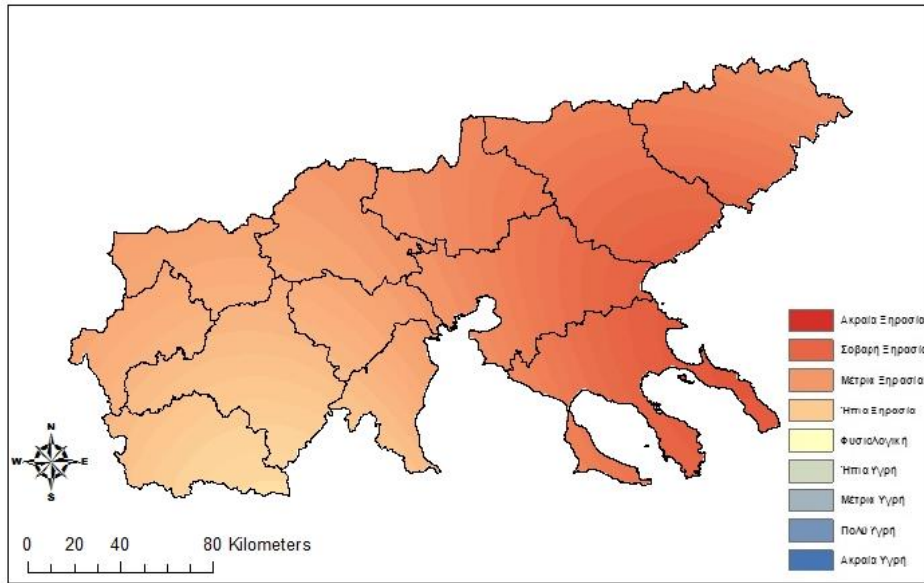 Ακραία Ξηρασία
Σοβαρή Ξηρασία
Μέτρια Ξηρασία
Ήπια Ξηρασία
Φυσιολογική
Ήπια Υγρή
Μέτρια Υγρή
Πολύ Υγρή
Ακραία Υγρή
N
W E
S
0 20 40 80 Kilometers